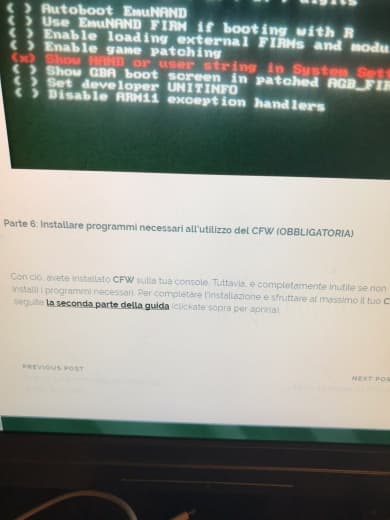 ( ) Autoboot EmuNAND
( ) Use EmuNAND FIRM if booting with R
( ) Enable loading external FIRMs and modu
( ) Enable game patching
(x) Show NAND or user string in System Sett
( ) Show GBA boot screen in patched AGB_FIR
( ) Set developer UNITINFO
( ) Disable ARM11 exception handlers
Parte 6: Installare programmi necessari all'utilizzo del CFW (OBBLIGATORIA)
Con ciò, avete installato CFW sulla tua console. Tuttavia, è completamente inutile se non
installi i programmi necessari. Per completare l'installazione e sfruttare al massimo il tuo C
seguite la seconda parte della guida (clickate sopra per aprirla).
PREVIOUS POST
NEXT POS